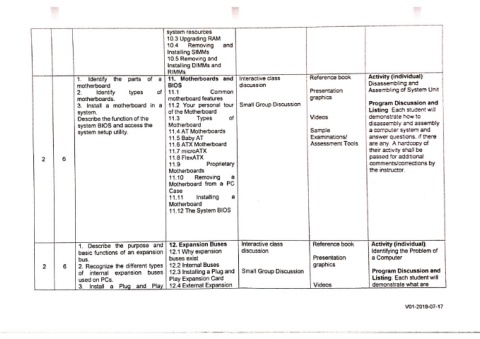 system resources
10.3 Upgrading RAM
10.4 Removing and
Installing SIMMs
10.5 Removing and
Installing DIMMs and
RIMMs
2
6
1. Identify the parts of a
motherboard
2. Identify types of
motherboards.
3. Install a motherboard in a
system.
Describe the function of the
system BIOS and access the
system setup utility.
11. Motherboards and
BIOS
11.1 Common
motherboard features
11.2 Your personal tour
of the Motherboard
11.3 Types of
Motherboard
11.4 AT Motherboards
11.5 Baby AT
11.6 ATX Motherboard
11.7 microATX
11.8 FlexATX
11.9 Proprietary
Motherboards
11.10 Removing a
Motherboard from a PC
Case
11.11 Installing a
Motherboard
11.12 The System BIOS
Interactive class
discussion
Small Group Discussion
Reference book
Presentation
graphics
Videos
Sample
Examinations/
Assessment Tools
Activity (individual)
Disassembling and
Assembling of System Unit
Program Discussion and
Listing. Each student will
demonstrate how to
disassembly and assembly
a computer system and
answer questions, if there
are any. A hardcopy of
their activity shall be
passed for additional
comments/corrections by
the instructor.
2
6
1. Describe the purpose and
basic functions of an expansion
bus.
2. Recognize the different types
of internal expansion buses
used on PCs.
3. Install a Plug and Play
12. Expansion Buses
12.1 Why expansion
buses exist
12.2 Internal Buses
12.3 Installing a Plug and
Play Expansion Card
12.4 External Expansion
Interactive class
discussion
Small Group Discussion
Reference book
Presentation
graphics
Videos
Activity (individual)
Identifying the Problem of
a Computer
Program Discussion and
Listing. Each student will
demonstrate what are
V01-2018-07-17